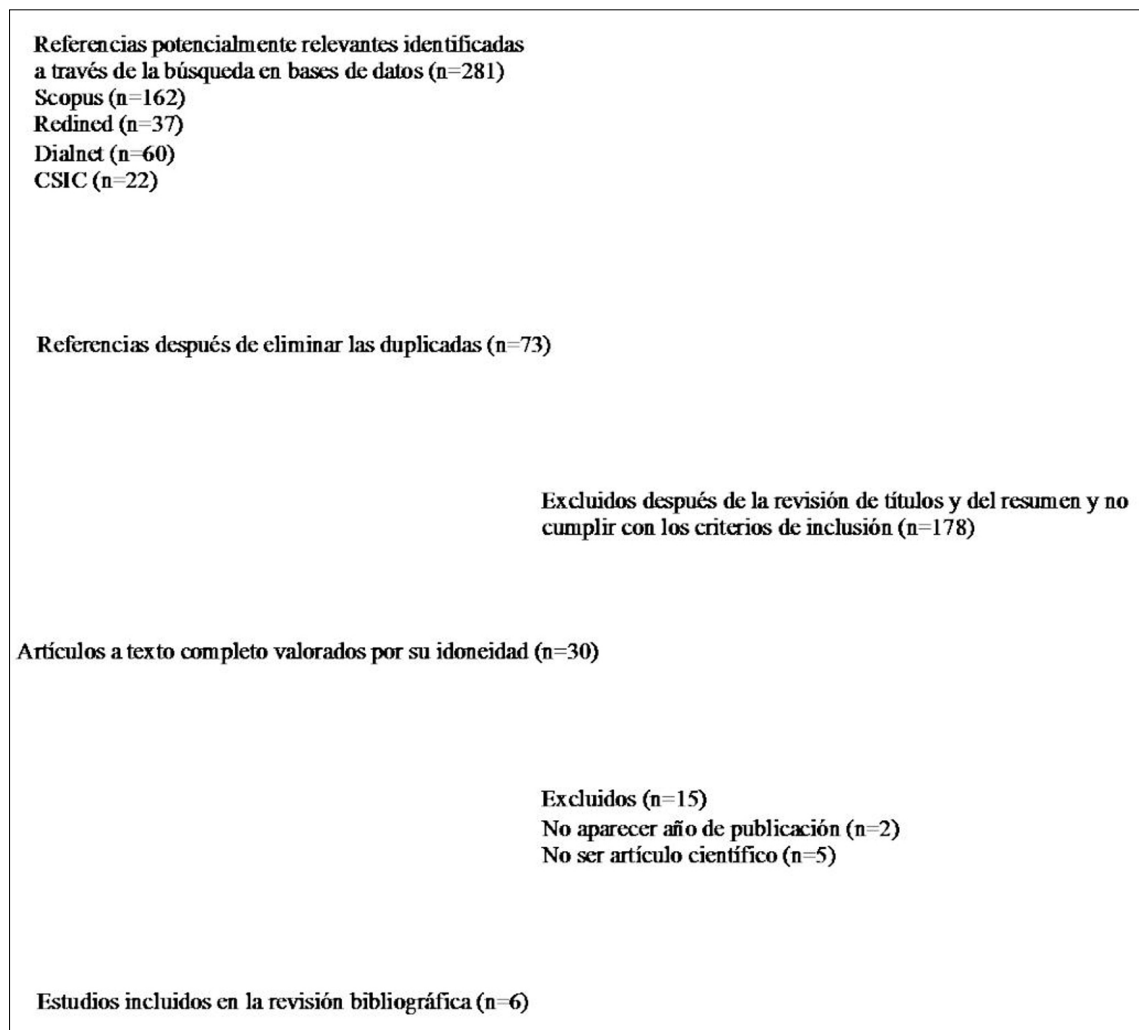 Referencias potencialmente relevantes identificadas
a través de la búsqueda en bases de datos (n=281)
Scopus (n=162)
Redined (n=37)
Dialnet (n=60)
CSIC (n=22)
Referencias después de eliminar las duplicadas (n=73)
Excluidos después de la revisión de títulos y del resumen y no
cumplir con los criterios de inclusión (n=178)
Artículos a texto completo valorados por su idoneidad (n=30)
Excluidos (n=15)
No aparecer año de publicación (n=2)
No ser artículo científico (n=5)
Estudios incluidos en la revisión bibliográfica (n=6)